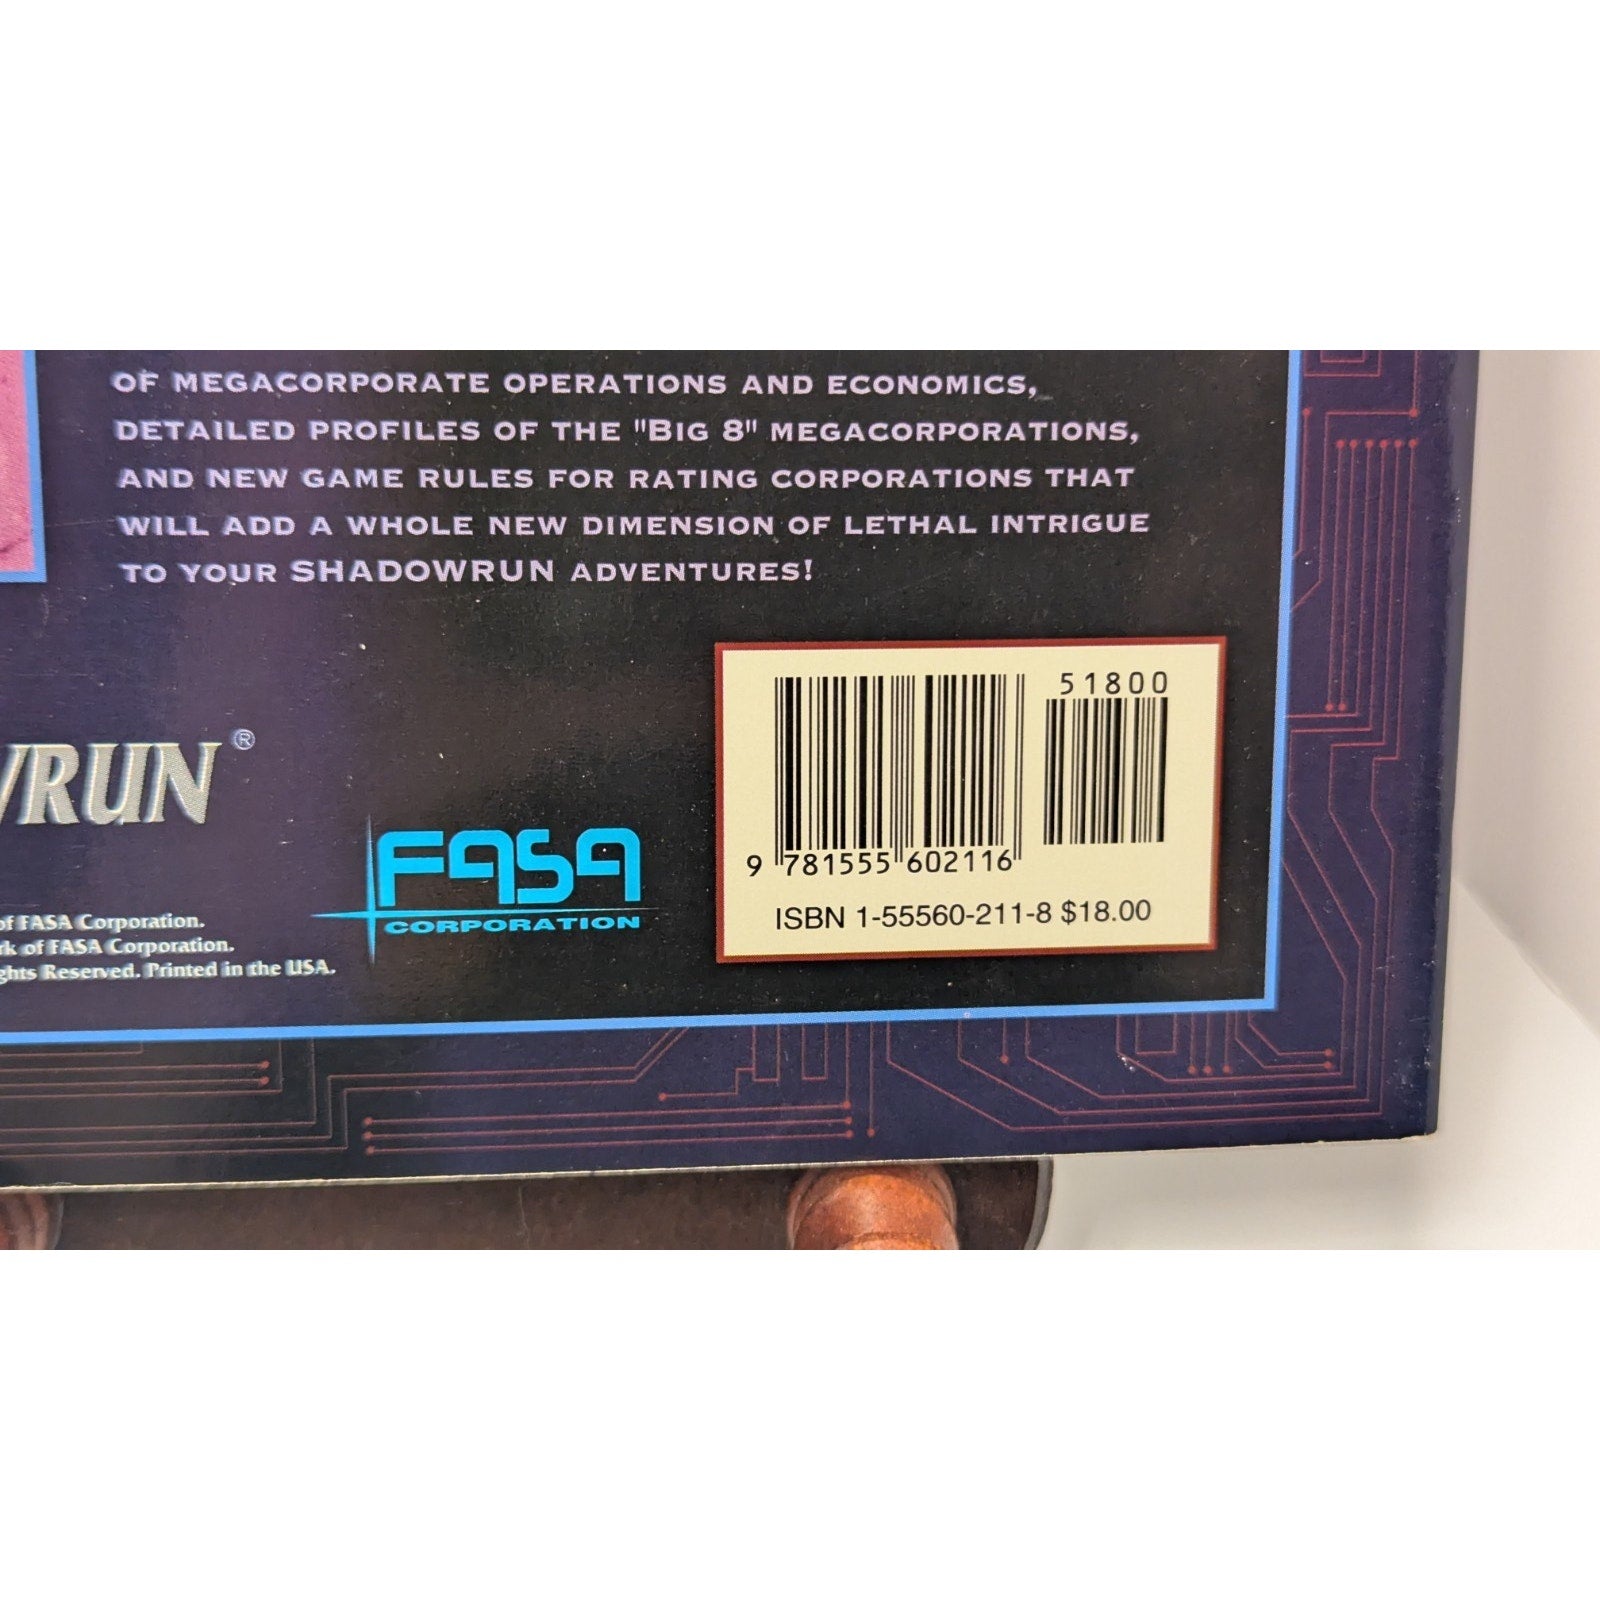 OF MEGACORPORATE OPERATIONS AND ECONOMICS,
DETAILED PROFILES OF THE "BIG 8" MEGACORPORATIONS,
AND NEW GAME RULES FOR RATING CORPORATIONS THAT
WILL ADD A WHOLE NEW DIMENSION OF LETHAL INTRIGUE
TO YOUR SHADOWRUN ADVENTURES!
RUN®
FASA
CORPORATION
of FASA Corporation.
rk of FASA Corporation.
ghts Reserved. Printed in the USA.
51800
9 781555 602116
ISBN 1-55560-211-8 $18.00